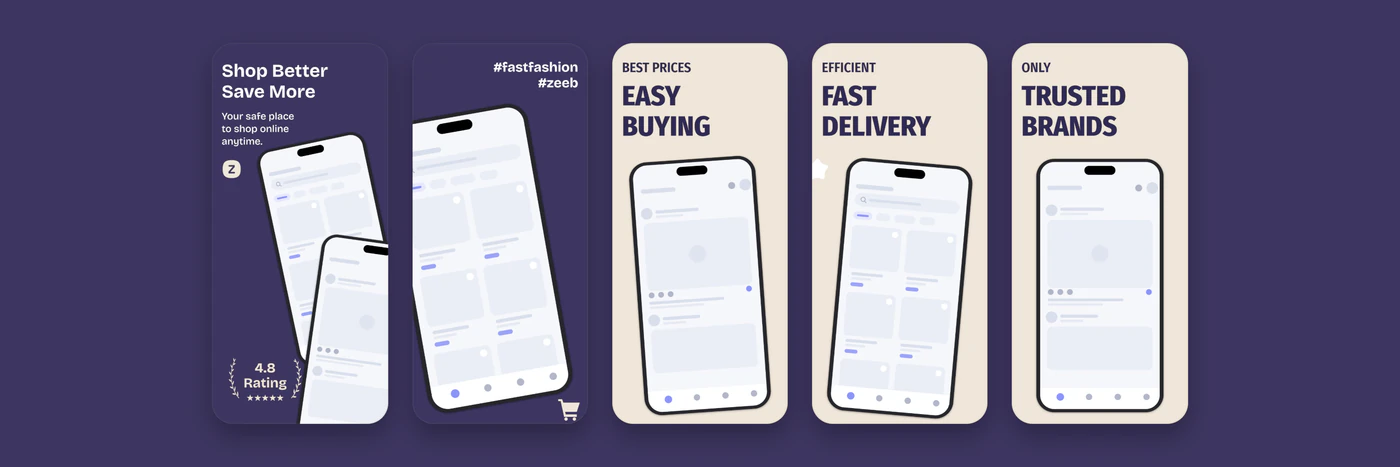 Shop Better
Save More
Your safe place
to shop online
anytime.
Z
4.8
Rating
★★★★★
#fastfashion
#zeeb
BEST PRICES
EASY
BUYING
EFFICIENT
FAST
DELIVERY
ONLY
TRUSTED
BRANDS